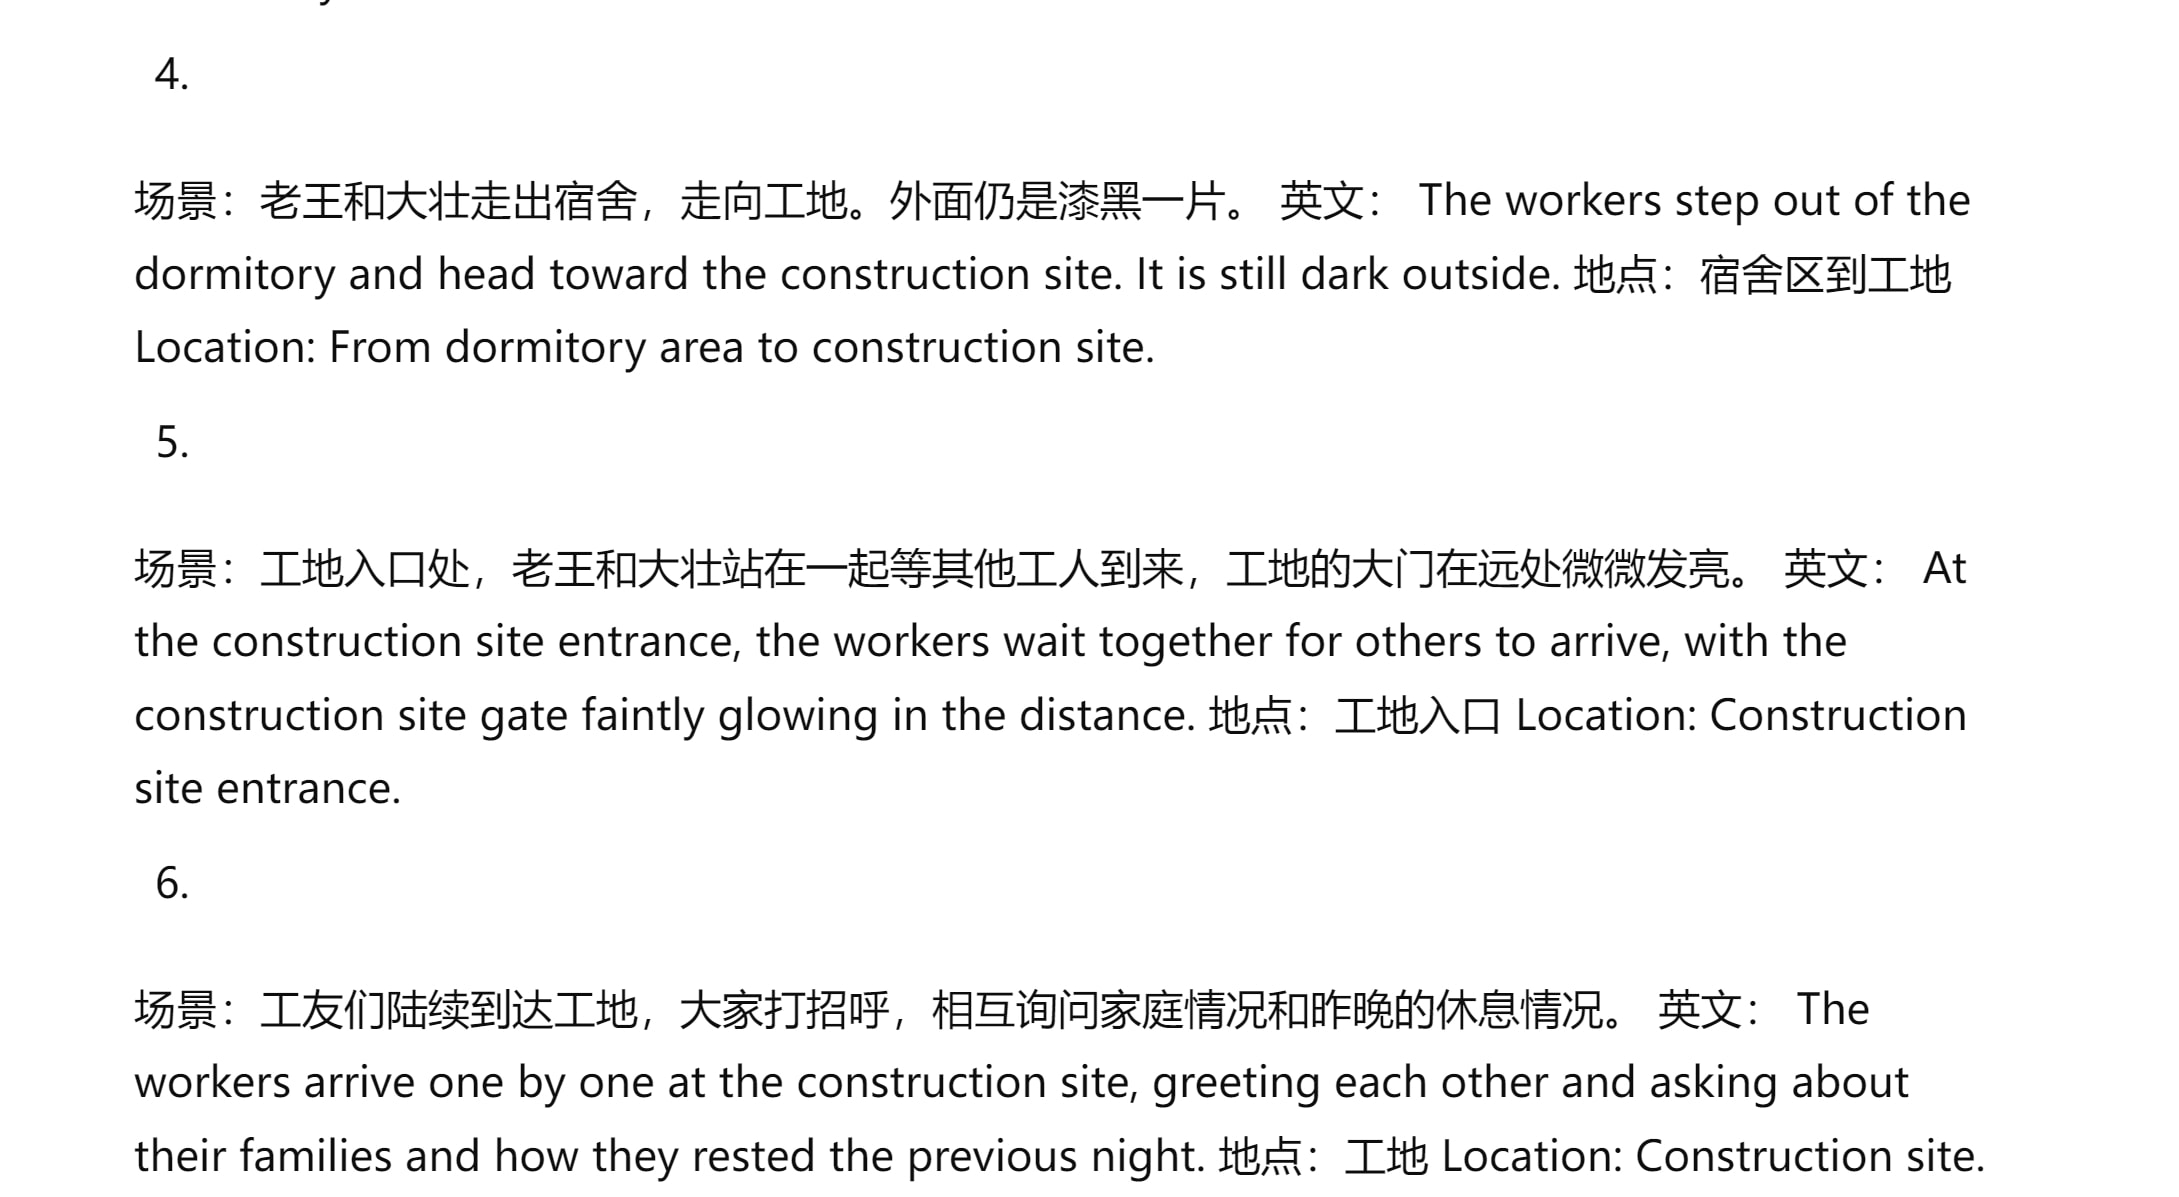 4.
场景：老王和大壮走出宿舍，走向工地。外面仍是漆黑一片。 英文： The workers step out of the
dormitory and head toward the construction site. It is still dark outside. 地点：宿舍区到工地
Location: From dormitory area to construction site.
5.
场景：工地入口处，老王和大壮站在一起等其他工人到来，工地的大门在远处微微发亮。 英文： At
the construction site entrance, the workers wait together for others to arrive, with the
construction site gate faintly glowing in the distance. 地点：工地入口 Location: Construction
site entrance.
6.
场景：工友们陆续到达工地，大家打招呼，相互询问家庭情况和昨晚的休息情况。 英文： The
workers arrive one by one at the construction site, greeting each other and asking about
their families and how they rested the previous night. 地点：工地 Location: Construction site.